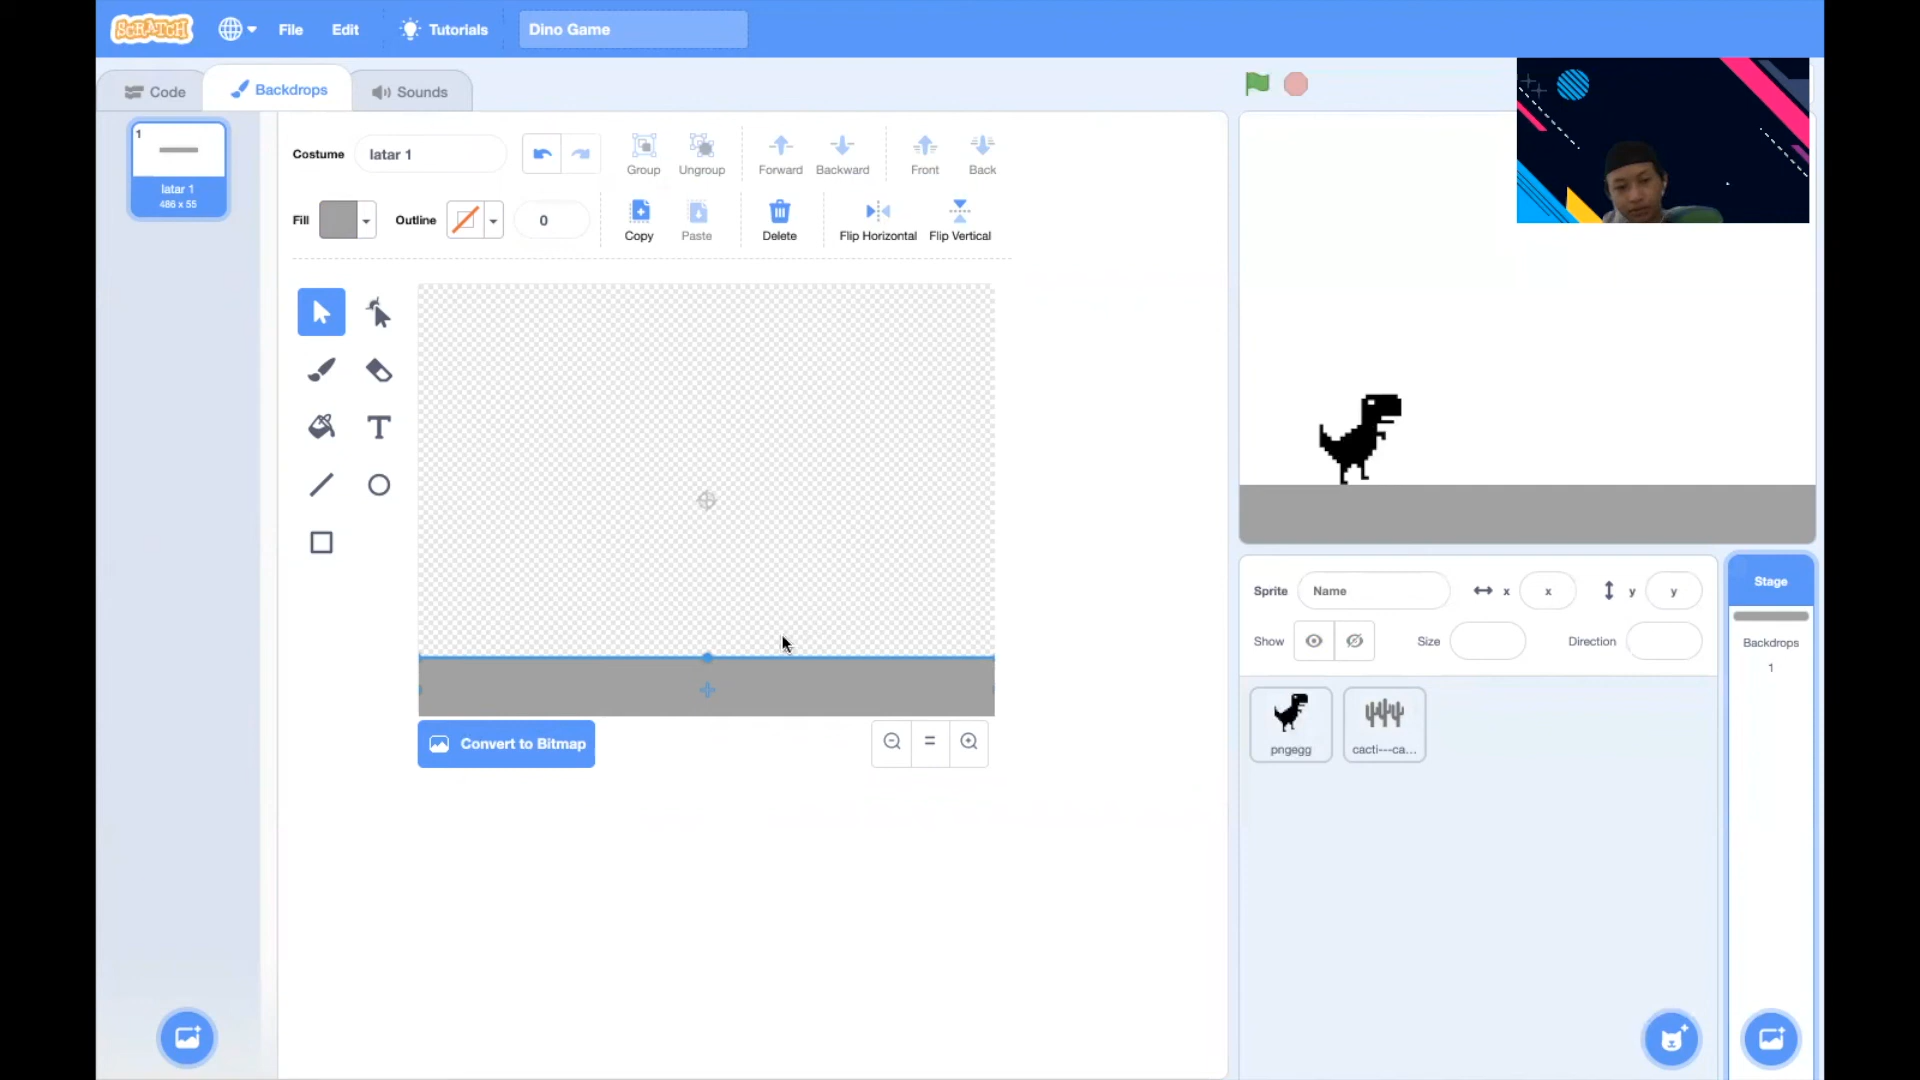 SCRATCH File Edit Tutorials Dino Game
Code Backdrops Sounds
1
latar 1
486 x 55
Costume latar 1 Group Ungroup Forward Backward Front Back
Fill Outline 0 Copy Paste Delete Flip Horizontal Flip Vertical
Convert to Bitmap
Sprite Name x x y y
Show Size Direction
pngegg cacti---ca...
Stage
Backdrops
1